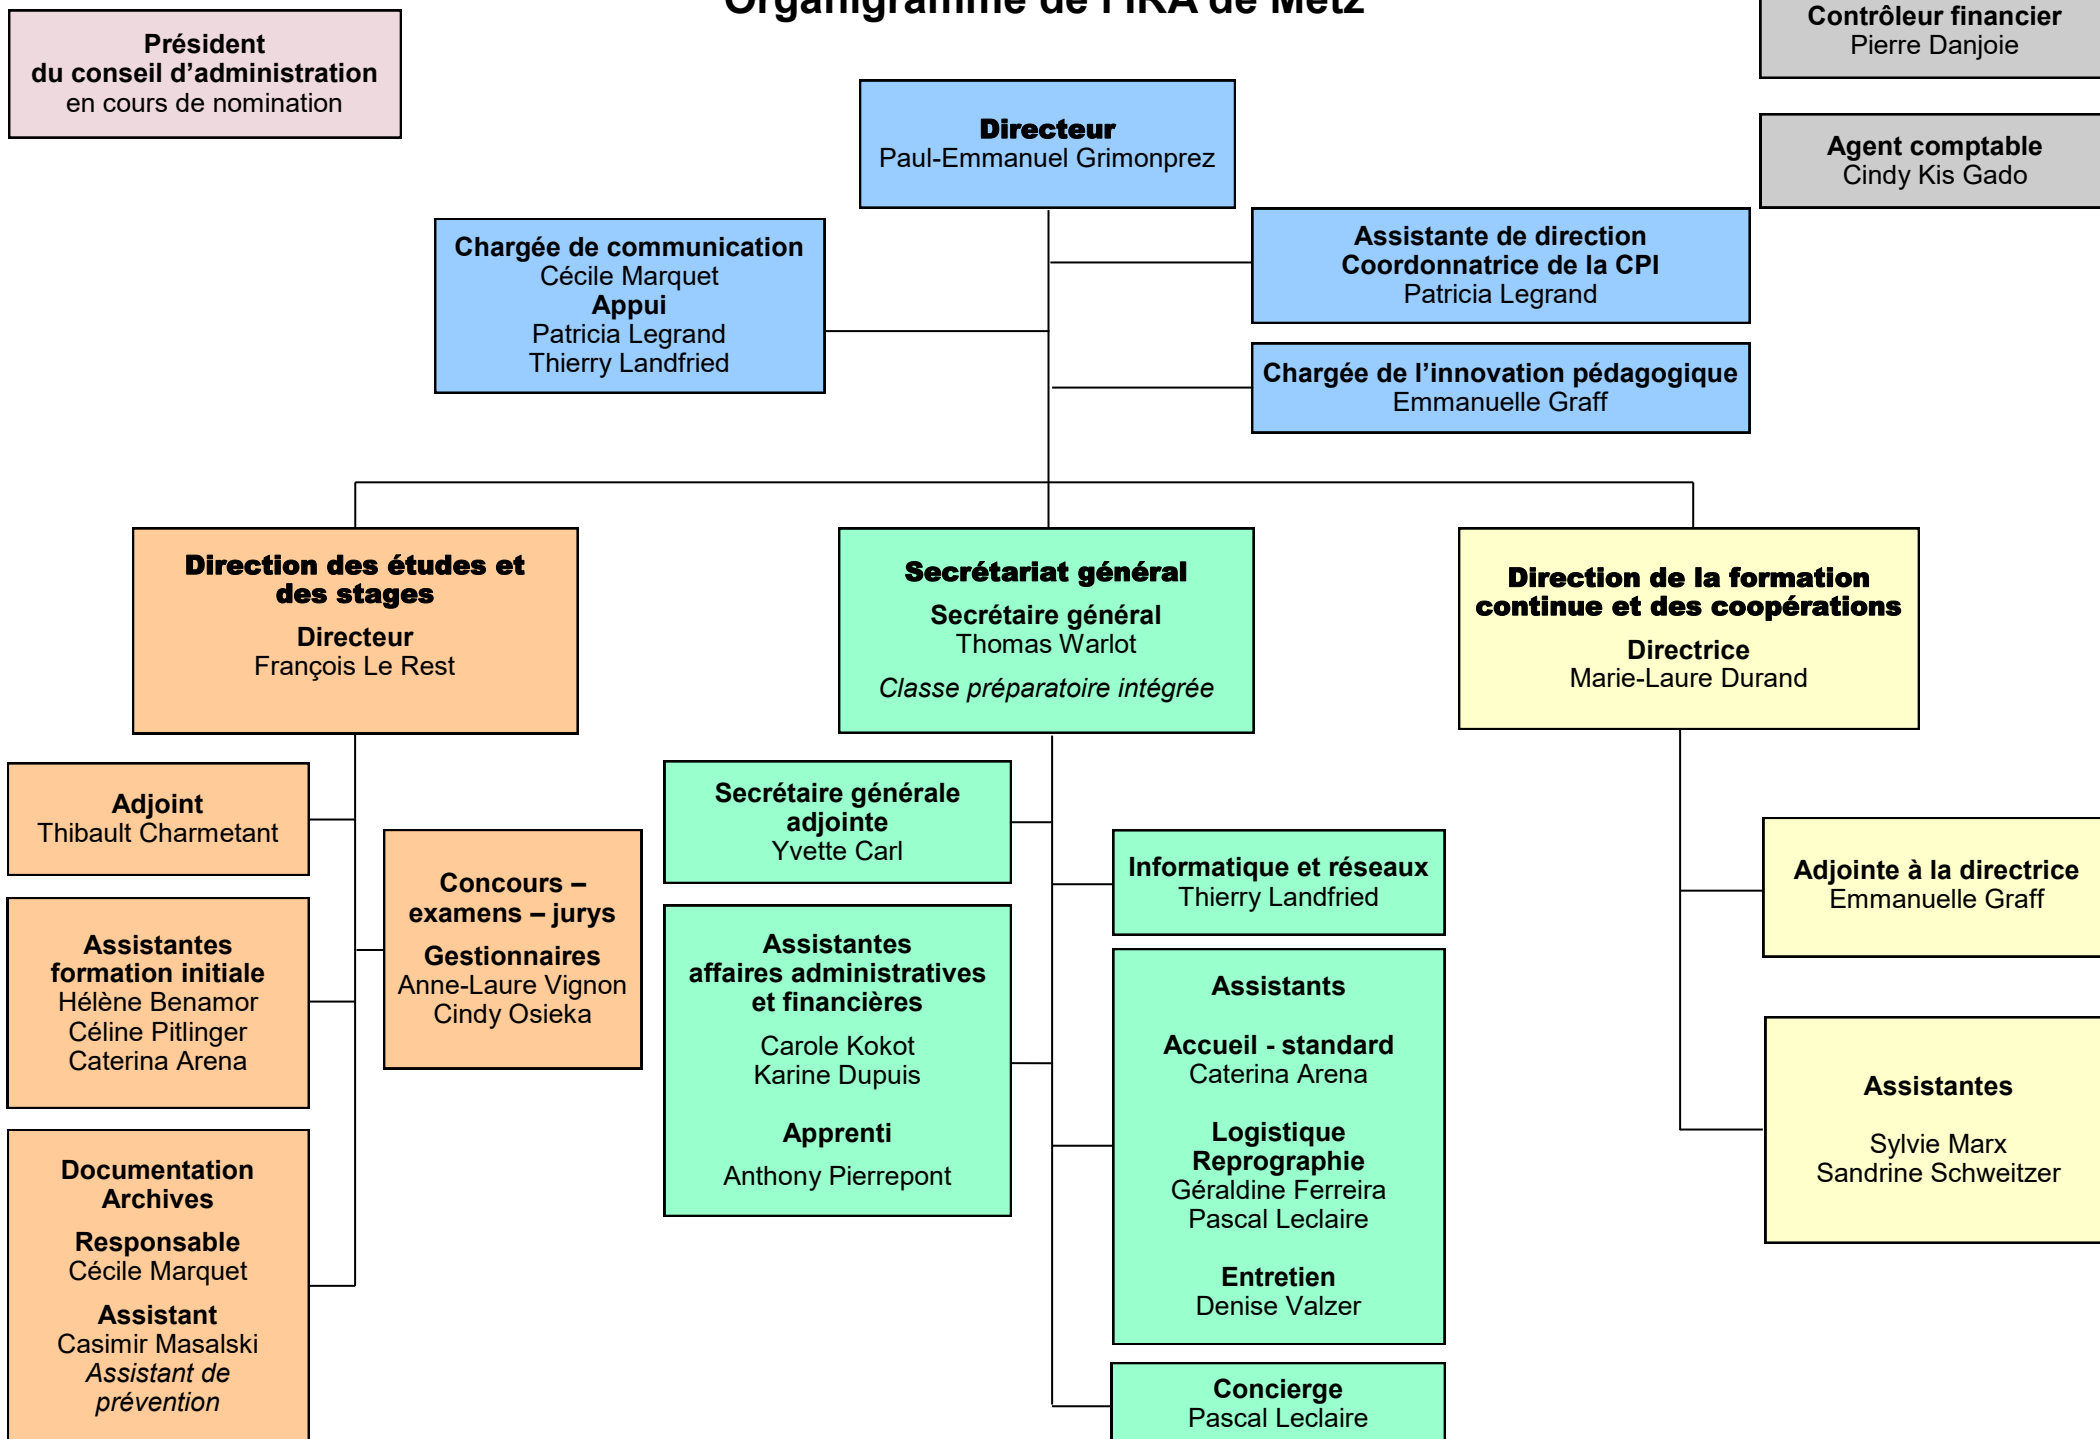 Organigramme de l'IRA de Metz
Président
du conseil d’administration
en cours de nomination
Contrôleur financier
Pierre Danjoie
Agent comptable
Cindy Kis Gado
Directeur
Paul-Emmanuel Grimonprez
Chargée de communication
Cécile Marquet
Appui
Patricia Legrand
Thierry Landfried
Assistante de direction
Coordonnatrice de la CPI
Patricia Legrand
Chargée de l’innovation pédagogique
Emmanuelle Graff
Direction des études et
des stages
Directeur
François Le Rest
Secrétariat général
Secrétaire général
Thomas Warlot
Classe préparatoire intégrée
Direction de la formation
continue et des coopérations
Directrice
Marie-Laure Durand
Adjoint
Thibault Charmetant
Assistantes
formation initiale
Hélène Benamor
Céline Pitlinger
Caterina Arena
Documentation
Archives
Responsable
Cécile Marquet
Assistant
Casimir Masalski
Assistant de
prévention
Concours –
examens – jurys
Gestionnaires
Anne-Laure Vignon
Cindy Osieka
Secrétaire générale
adjointe
Yvette Carl
Assistantes
affaires administratives
et financières
Carole Kokot
Karine Dupuis
Apprenti
Anthony Pierrepont
Informatique et réseaux
Thierry Landfried
Assistants
Accueil - standard
Caterina Arena
Logistique
Reprographie
Géraldine Ferreira
Pascal Leclaire
Entretien
Denise Valzer
Concierge
Pascal Leclaire
Adjointe à la directrice
Emmanuelle Graff
Assistantes
Sylvie Marx
Sandrine Schweitzer